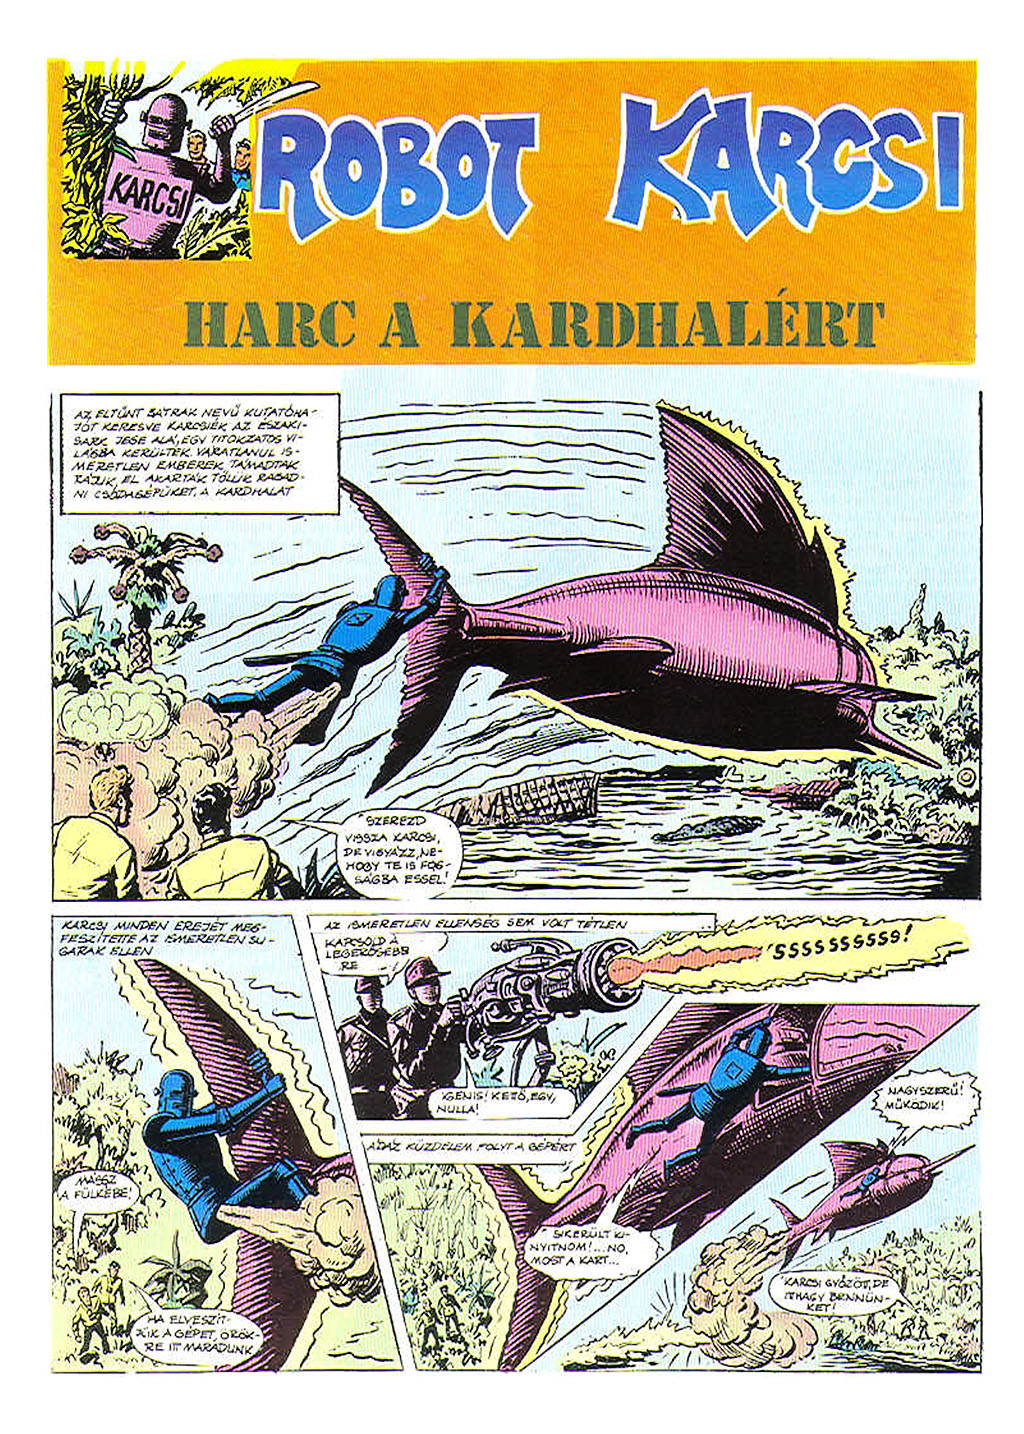 KARCSI
ROBOT KARCSI
HARC A KARDHALÉRT
AZ ELTŰNT SATRAK NEVŰ KUTATÓHA-
JÓT KERESVE KARCSIÉK AZ ÉSZAKI-
SARK JEGE ALÁ, EGY TITOKZATOS VI-
LÁGBA KERÜLTEK. VÁRATLANUL IS-
MERETLEN EMBEREK TÁMADTAK
RÁJUK, EL AKARTÁK TŐLÜK RAGAD-
NI CSODAGÉPÜKET, A KARDHALAT
SZEREZD
VISSZA KARCSI,
DE VIGYÁZZ, NE-
HOGY TE IS FOG-
SÁGBA ESSEL!
KARCSI MINDEN EREJÉT MEG-
FESZÍTETTE AZ ISMERETLEN SU-
GARAK ELLEN
MÁSSZ
A FÜLKÉBE!
HA ELVESZÍT-
JÜK A GÉPET, ÖRÖK-
RE ITT MARADUNK
AZ ISMERETLEN ELLENSÉG SEM VOLT TÉTLEN
KAPCSOLD A
LEGERŐSEBB
RE
'SSSSSSSSSS!
IGENIS! KETŐ, EGY,
NULLA!
ÁDÁZ KÜZDELEM FOLYT A GÉPÉRT
SIKERÜLT KI-
NYITNOM!...NO,
MOST A KART...
NAGYSZERŰ!
MŰKÖDIK!
KARCSI GYŐZÖTT, DE
ITHAGY BENNÜN-
KET!